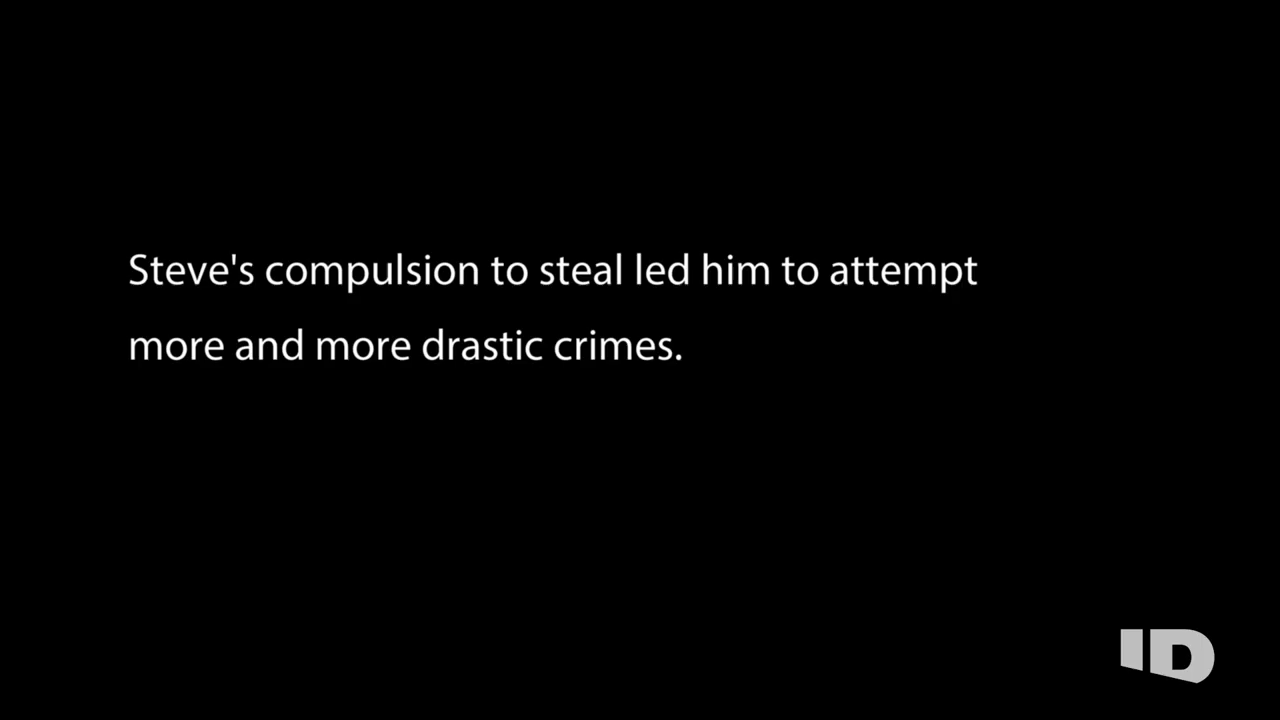 Steve's compulsion to steal led him to attempt
more and more drastic crimes.
ID